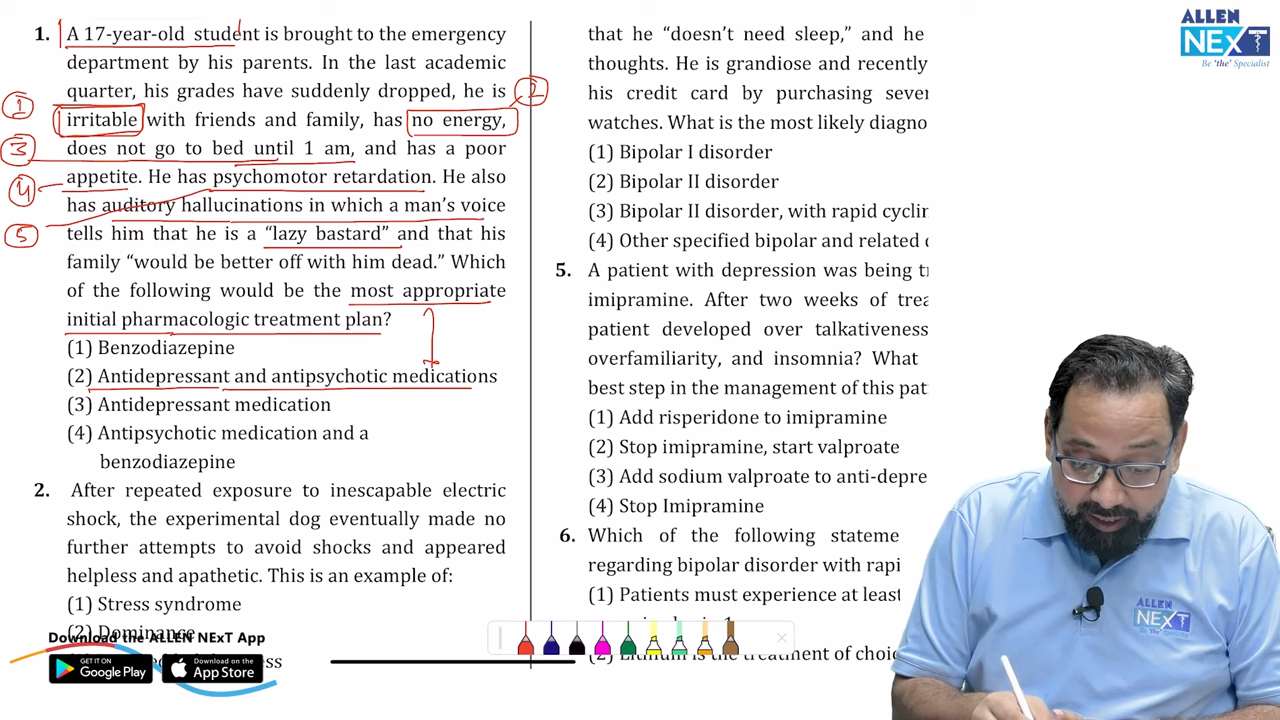 1. A 17-year-old student is brought to the emergency
department by his parents. In the last academic
quarter, his grades have suddenly dropped, he is
irritable with friends and family, has no energy,
does not go to bed until 1 am, and has a poor
appetite. He has psychomotor retardation. He also
has auditory hallucinations in which a man's voice
tells him that he is a “lazy bastard” and that his
family “would be better off with him dead.” Which
of the following would be the most appropriate
initial pharmacologic treatment plan?
(1) Benzodiazepine
(2) Antidepressant and antipsychotic medications
(3) Antidepressant medication
(4) Antipsychotic medication and a
benzodiazepine
1
2
3
4
5
2. After repeated exposure to inescapable electric
shock, the experimental dog eventually made no
further attempts to avoid shocks and appeared
helpless and apathetic. This is an example of:
(1) Stress syndrome
(2) Dominance
Download the ALLEN NExT App
GET IT ON
Google Play
Download on the
App Store
that he “doesn't need sleep,” and he
thoughts. He is grandiose and recently
his credit card by purchasing
watches. What is the most likely
(1) Bipolar I disorder
(2) Bipolar II disorder
(3) Bipolar II disorder, with rapid
(4) Other specified bipolar and related
5. A patient with depression was being
imipramine. After two weeks of
patient developed over talkativeness
overfamiliarity, and insomnia? What
best step in the management of this
(1) Add risperidone to imipramine
(2) Stop imipramine, start valproate
(3) Add sodium valproate to
(4) Stop Imipramine
6. Which of the following
regarding bipolar disorder with
(1) Patients must experience at least
(2) Lithium is the treatment of
ALLEN
NExT
Be 'the' Specialist
ALLEN
NExT